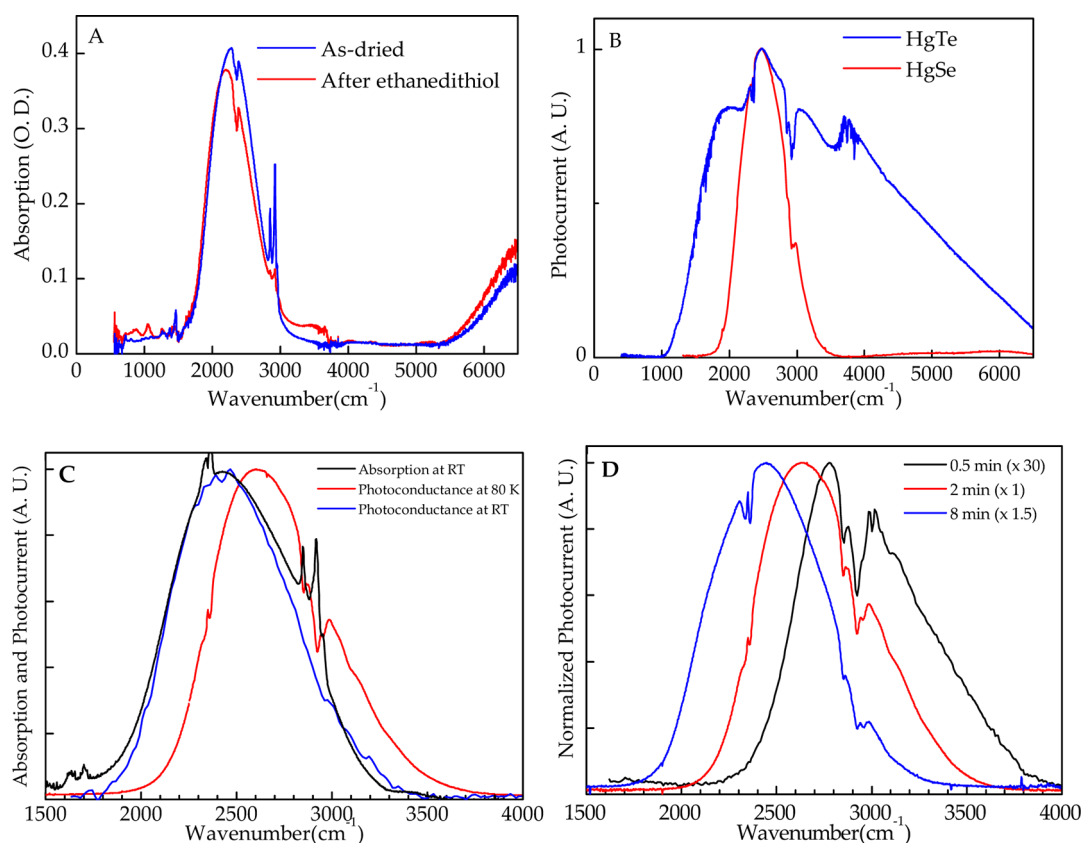 A
As-dried
After ethanedithiol
Absorption (O. D.)
0.4
0.3
0.2
0.1
0.0
0 1000 2000 3000 4000 5000 6000
Wavenumber(cm⁻¹)
B
HgTe
HgSe
Photocurrent (A. U.)
1
0
0 1000 2000 3000 4000 5000 6000
Wavenumber(cm⁻¹)
C
Absorption at RT
Photoconductance at 80 K
Photoconductance at RT
Absorption and Photocurrent (A. U.)
1500 2000 2500 3000 3500 4000
Wavenumber(cm⁻¹)
D
0.5 min (x 30)
2 min (x 1)
8 min (x 1.5)
Normalized Photocurrent (A. U.)
1500 2000 2500 3000 3500 4000
Wavenumber(cm⁻¹)